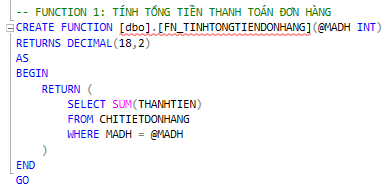 -- FUNCTION 1: TÍNH TỔNG TIỀN THANH TOÁN ĐƠN HÀNG
CREATE FUNCTION [dbo].[FN_TINHTONGTIENDONHANG](@MADH INT)
RETURNS DECIMAL(18,2)
AS
BEGIN
    RETURN (
        SELECT SUM(THANHTIEN)
        FROM CHITIETDONHANG
        WHERE MADH = @MADH
    )
END
GO